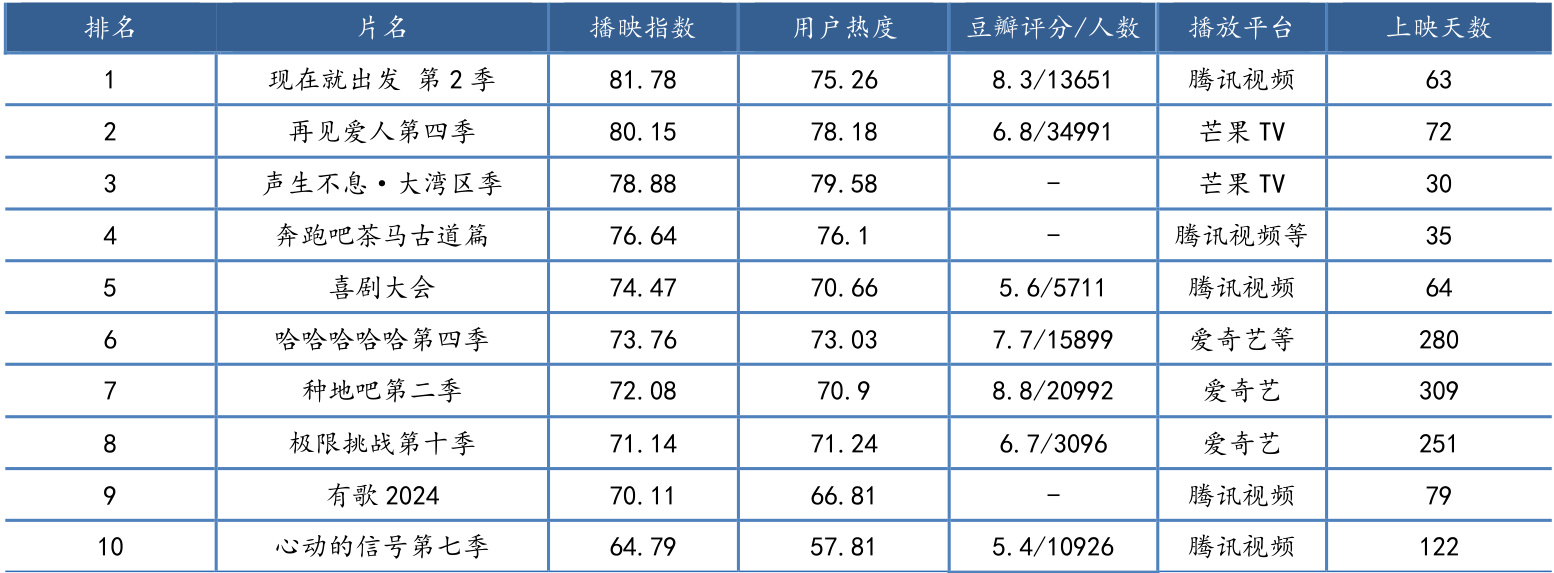 排名 片名 播映指数 用户热度 豆瓣评分/人数 播放平台 上映天数
1 现在就出发 第2季 81.78 75.26 8.3/13651 腾讯视频 63
2 再见爱人第四季 80.15 78.18 6.8/34991 芒果TV 72
3 声生不息·大湾区季 78.88 79.58 - 芒果TV 30
4 奔跑吧茶马古道篇 76.64 76.1 - 腾讯视频等 35
5 喜剧大会 74.47 70.66 5.6/5711 腾讯视频 64
6 哈哈哈哈哈第四季 73.76 73.03 7.7/15899 爱奇艺等 280
7 种地吧第二季 72.08 70.9 8.8/20992 爱奇艺 309
8 极限挑战第十季 71.14 71.24 6.7/3096 爱奇艺 251
9 有歌2024 70.11 66.81 - 腾讯视频 79
10 心动的信号第七季 64.79 57.81 5.4/10926 腾讯视频 122